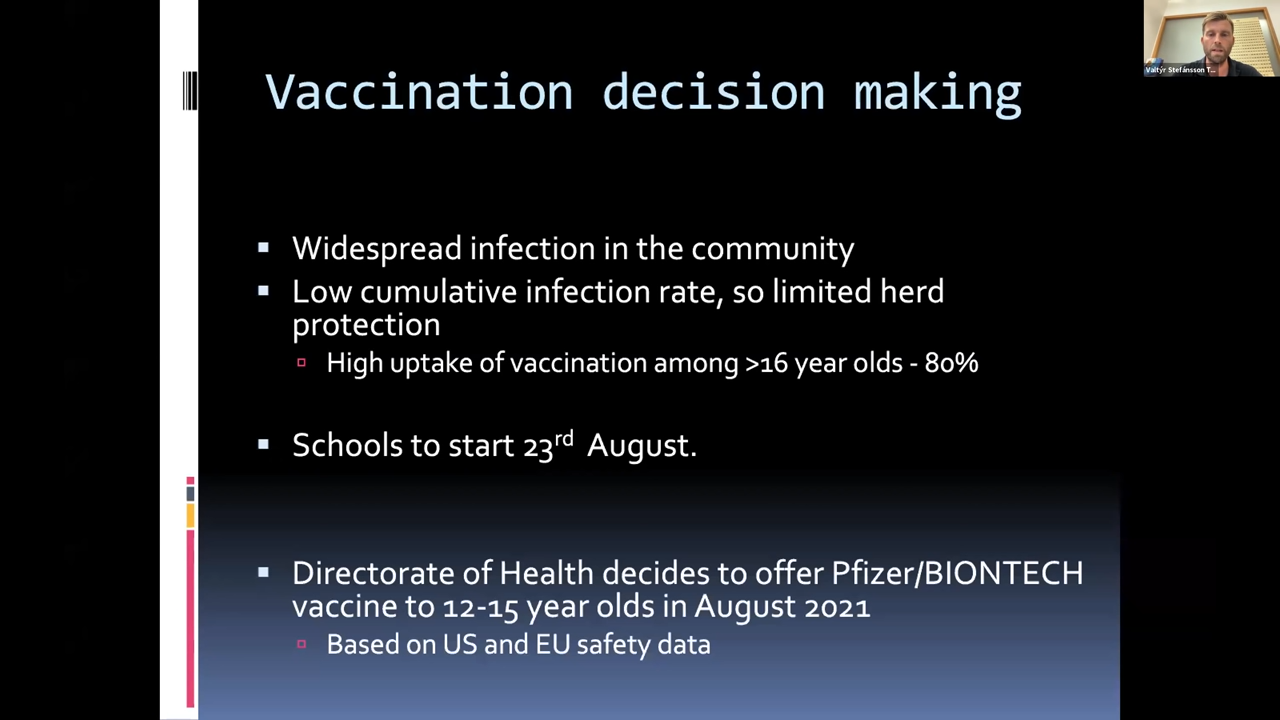 Vaccination decision making
Valtýr Stefánsson T...
Widespread infection in the community
Low cumulative infection rate, so limited herd
protection
High uptake of vaccination among >16 year olds - 80%
Schools to start 23rd August.
Directorate of Health decides to offer Pfizer/BIONTECH
vaccine to 12-15 year olds in August 2021
Based on US and EU safety data